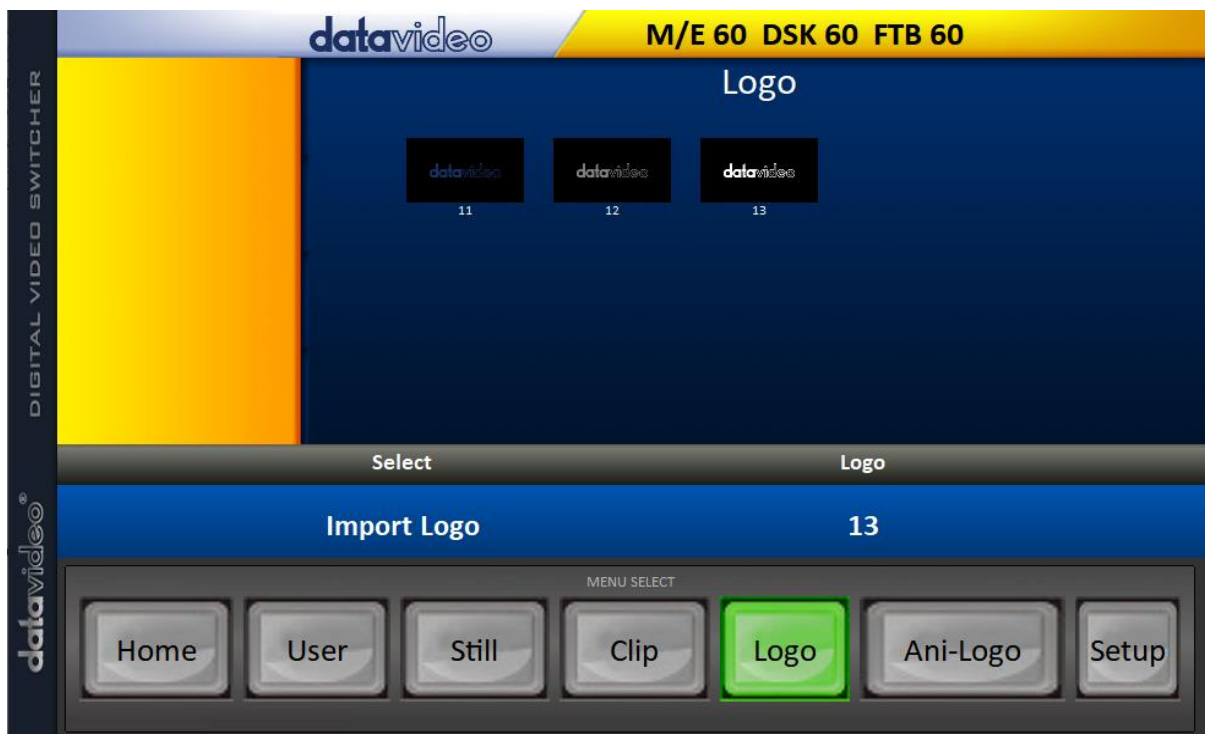 datavideo
M/E 60 DSK 60 FTB 60
DIGITAL VIDEO SWITCHER
datavideo®
Logo
datavideo
datavideo
datavideo
11
12
13
Select
Logo
Import Logo
13
MENU SELECT
Home
User
Still
Clip
Logo
Ani-Logo
Setup